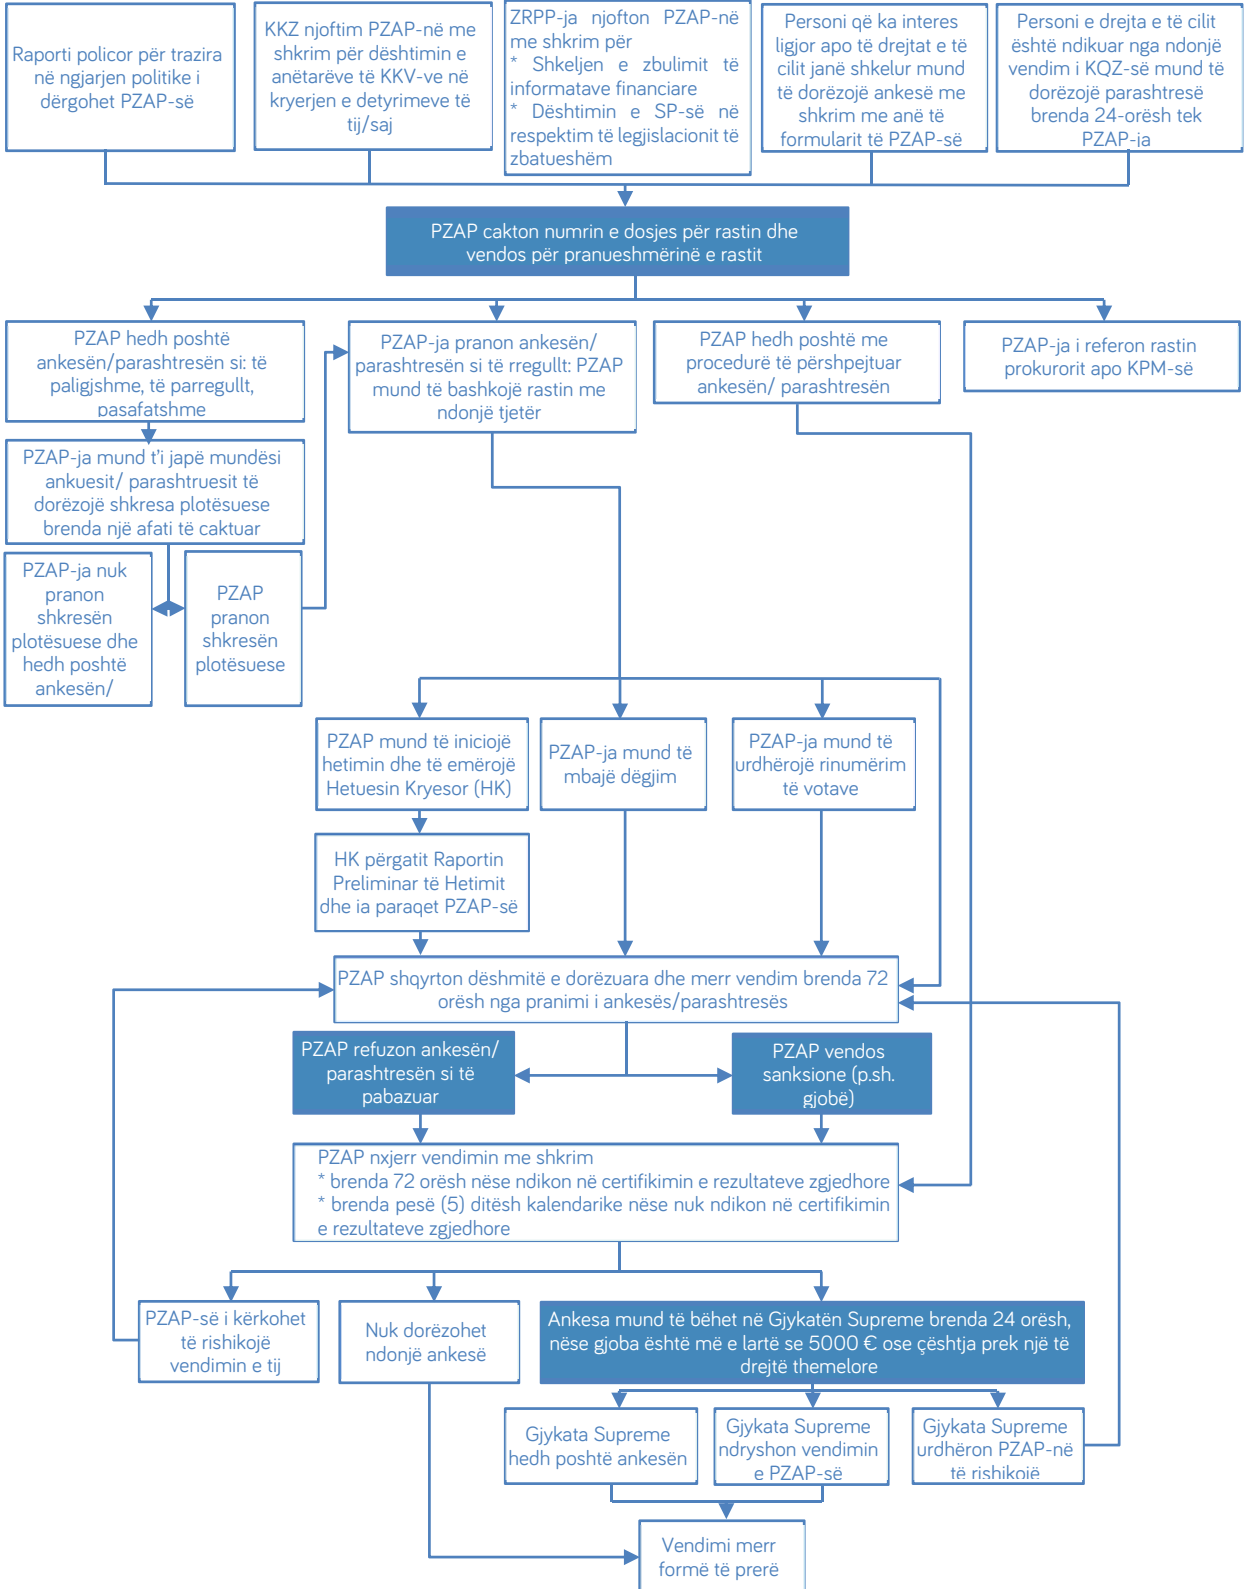 Raporti policor për trazira
në ngjarjen politike i
dërgohet PZAP-së
KKZ njoftim PZAP-në me
shkrim për dështimin e
anëtarëve të KKV-ve në
kryerjen e detyrimeve të
tij/saj
ZRPP-ja njofton PZAP-në
me shkrim për
* Shkeljen e zbulimit të
informatave financiare
* Dështimin e SP-së në
respektim të legjislacionit të
zbatueshëm
Personi që ka interes
ligjor apo të drejtat e të
cilit janë shkelur mund
të dorëzojë ankesë me
shkrim me anë të
formularit të PZAP-së
Personi e drejta e të cilit
është ndikuar nga ndonjë
vendim i KQZ-së mund të
dorëzojë parashtresë
brenda 24-orësh tek
PZAP-ja
PZAP cakton numrin e dosjes për rastin dhe
vendos për pranueshmërinë e rastit
PZAP hedh poshtë
ankesën/parashtresën si: të
paligjshme, të parregullt,
pasafatshme
PZAP-ja pranon ankesën/
parashtresën si të rregullt: PZAP
mund të bashkojë rastin me
ndonjë tjetër
PZAP hedh poshtë me
procedurë të përshpejtuar
ankesën/ parashtresën
PZAP-ja i referon rastin
prokurorit apo KPM-së
PZAP-ja mund t'i japë mundësi
ankuesit/ parashtruesit të
dorëzojë shkresa plotësuese
brenda një afati të caktuar
PZAP-ja nuk
pranon
shkresën
plotësuese dhe
hedh poshtë
ankesën/
PZAP
pranon
shkresën
plotësuese
PZAP mund të iniciojë
hetimin dhe të emërojë
Hetuesin Kryesor (HK)
PZAP-ja mund të
mbajë dëgjim
PZAP-ja mund të
urdhërojë rinumërim
të votave
HK përgatit Raportin
Preliminar të Hetimit
dhe ia paraqet PZAP-së
PZAP shqyrton dëshmitë e dorëzuara dhe merr vendim brenda 72
orësh nga pranimi i ankesës/parashtresës
PZAP refuzon ankesën/
parashtresën si të
pabazuar
PZAP vendos
sanksione (p.sh.
gjobë)
PZAP nxjerr vendimin me shkrim
* brenda 72 orësh nëse ndikon në certifikimin e rezultateve zgjedhore
* brenda pesë (5) ditësh kalendarike nëse nuk ndikon në certifikimin
e rezultateve zgjedhore
PZAP-së i kërkohet
të rishikojë
vendimin e tij
Nuk dorëzohet
ndonjë ankesë
Ankesa mund të bëhet në Gjykatën Supreme brenda 24 orësh,
nëse gjoba është më e lartë se 5000 € ose çështja prek një të
drejtë themelore
Gjykata Supreme
hedh poshtë ankesën
Gjykata Supreme
ndryshon vendimin
e PZAP-së
Gjykata Supreme
urdhëron PZAP-në
të rishikojë
Vendimi merr
formë të prerë